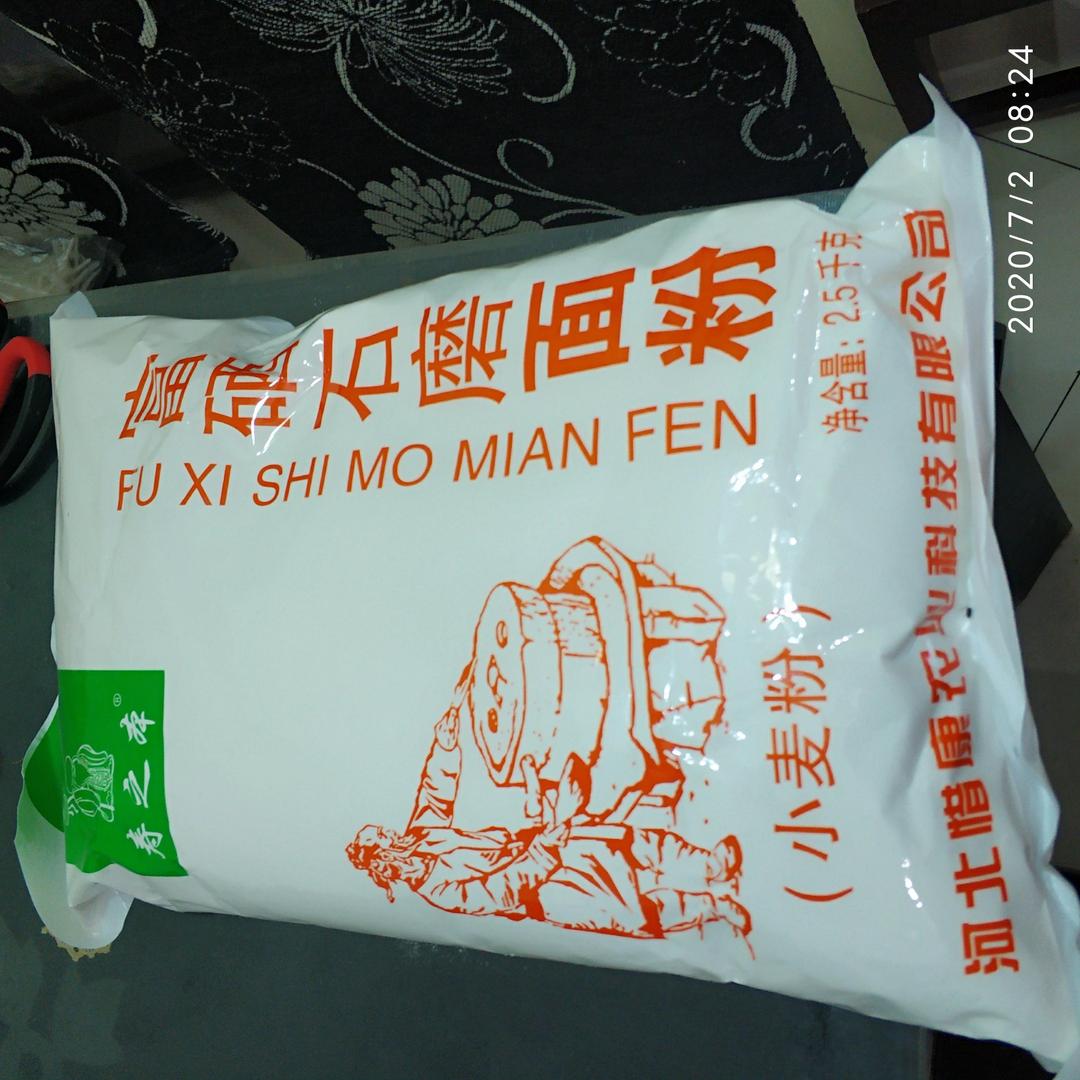 寿之本
®
富硒石磨面粉
FU XI SHI MO MIAN FEN
(小麦粉)
净含量: 2.5千克
河北惜康农业科技有限公司
2020/7/2 08:24